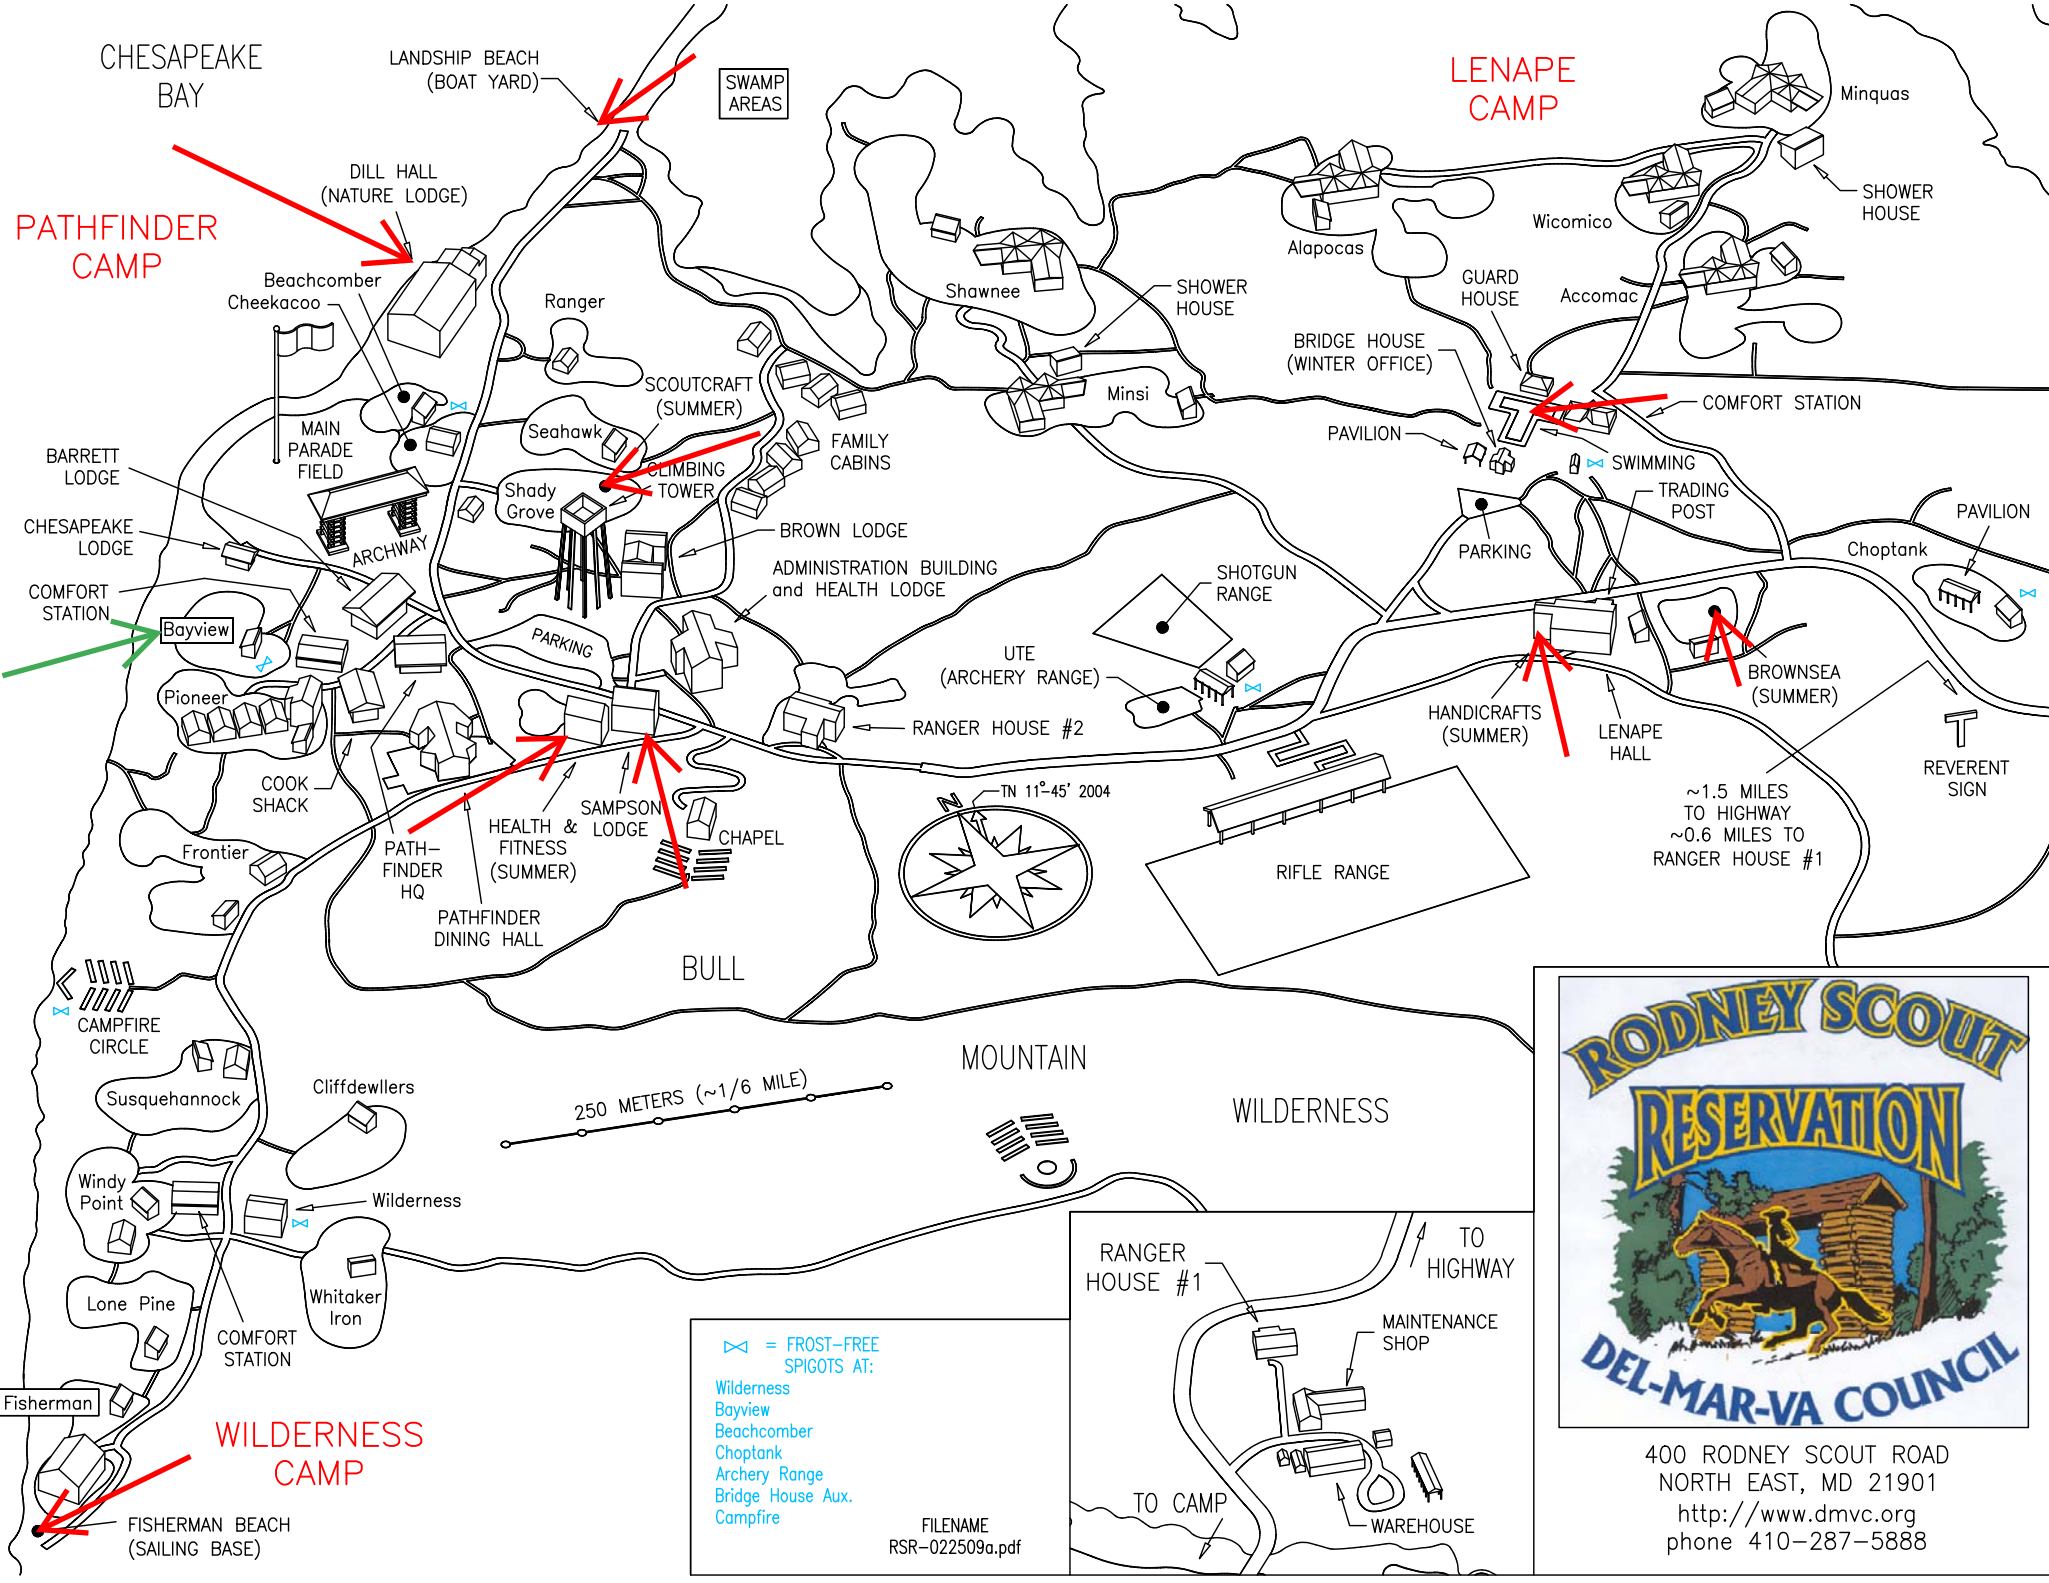 CHESAPEAKE
BAY
LANDSHIP BEACH
(BOAT YARD)
SWAMP
AREAS
LENAPE
CAMP
Minquas
DILL HALL
(NATURE LODGE)
SHOWER
HOUSE
PATHFINDER
CAMP
Wicomico
Alapocas
Beachcomber
Cheekacoo
Ranger
Shawnee
SHOWER
HOUSE
GUARD
HOUSE
Accomac
BRIDGE HOUSE
(WINTER OFFICE)
SCOUTCRAFT
(SUMMER)
Minsi
COMFORT STATION
MAIN
PARADE
FIELD
Seahawk
PAVILION
FAMILY
CABINS
BARRETT
LODGE
CLIMBING
TOWER
SWIMMING
Shady
Grove
TRADING
POST
PAVILION
CHESAPEAKE
LODGE
ARCHWAY
BROWN LODGE
PARKING
Choptank
ADMINISTRATION BUILDING
and HEALTH LODGE
SHOTGUN
RANGE
COMFORT
STATION
Bayview
PARKING
UTE
(ARCHERY RANGE)
BROWNSEA
(SUMMER)
Pioneer
RANGER HOUSE #2
HANDICRAFTS
(SUMMER)
LENAPE
HALL
REVERENT
SIGN
COOK
SHACK
N
TN 11°-45' 2004
~1.5 MILES
TO HIGHWAY
~0.6 MILES TO
RANGER HOUSE #1
SAMPSON
LODGE
HEALTH &
FITNESS
(SUMMER)
CHAPEL
PATH-
FINDER
HQ
Frontier
RIFLE RANGE
PATHFINDER
DINING HALL
BULL
MOUNTAIN
WILDERNESS
CAMPFIRE
CIRCLE
Susquehannock
Cliffdewllers
250 METERS (~1/6 MILE)
Windy
Point
Wilderness
Whitaker
Iron
Lone Pine
COMFORT
STATION
Fisherman
WILDERNESS
CAMP
FISHERMAN BEACH
(SAILING BASE)
= FROST-FREE
SPIGOTS AT:
Wilderness
Bayview
Beachcomber
Choptank
Archery Range
Bridge House Aux.
Campfire
FILENAME
RSR-022509a.pdf
RANGER
HOUSE #1
TO
HIGHWAY
MAINTENANCE
SHOP
TO CAMP
WAREHOUSE
RODNEY SCOUT
RESERVATION
DEL-MAR-VA COUNCIL
400 RODNEY SCOUT ROAD
NORTH EAST, MD 21901
http://www.dmvc.org
phone 410-287-5888